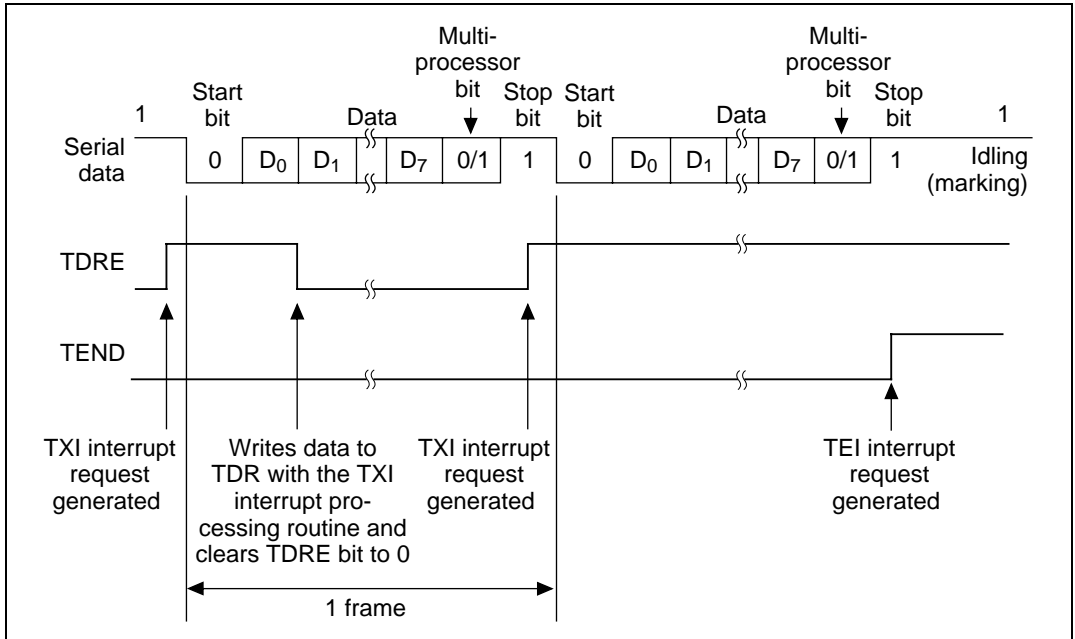 Multi-
processor
bit
Multi-
processor
bit
1
Start
bit
Data
Stop
bit
Start
bit
Data
Stop
bit
1
Serial
data
0 D0 D1 D7 0/1 1 0 D0 D1 D7 0/1 1
Idling
(marking)
TDRE
TEND
TXI interrupt
request
generated
Writes data to
TDR with the TXI
interrupt pro-
cessing routine and
clears TDRE bit to 0
TXI interrupt
request
generated
TEI interrupt
request
generated
1 frame